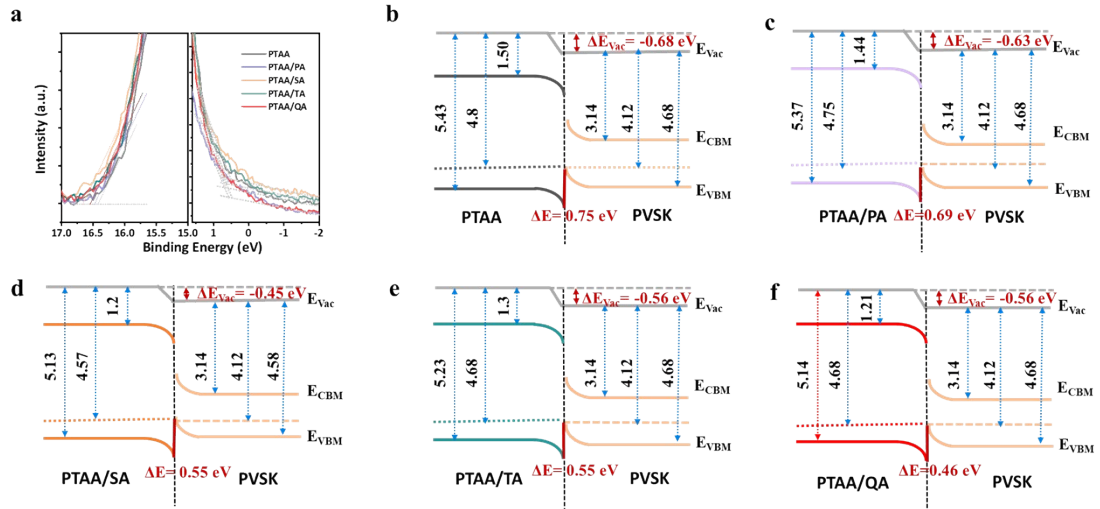 a
Intensity (a.u.)
PTAA
PTAA/PA
PTAA/SA
PTAA/TA
PTAA/QA
17.0 16.5 16.0 15.0 1 0 -1 -2
Binding Energy (eV)
b
ΔEVac= -0.68 eV
EVac
1.50
5.43
4.8
3.14
4.12
4.68
ECBM
EVBM
PTAA
ΔE= 0.75 eV
PVSK
c
ΔEVac= -0.63 eV
EVac
1.44
5.37
4.75
3.14
4.12
4.68
ECBM
EVBM
PTAA/PA
ΔE= 0.69 eV
PVSK
d
ΔEVac= -0.45 eV
EVac
1.2
5.13
4.57
3.14
4.12
4.58
ECBM
EVBM
PTAA/SA
ΔE= 0.55 eV
PVSK
e
ΔEVac= -0.56 eV
EVac
1.3
5.23
4.68
3.14
4.12
4.68
ECBM
EVBM
PTAA/TA
ΔE= 0.55 eV
PVSK
f
ΔEVac= -0.56 eV
EVac
1.21
5.14
4.68
3.14
4.12
4.68
ECBM
EVBM
PTAA/QA
ΔE=0.46 eV
PVSK